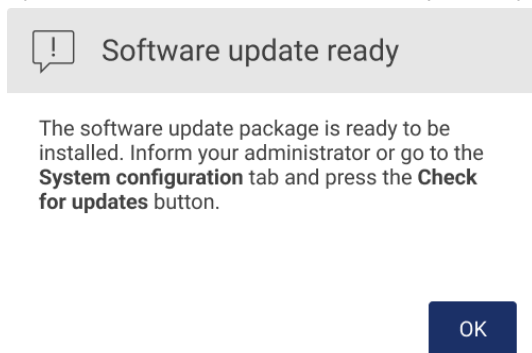 Software update ready
The software update package is ready to be
installed. Inform your administrator or go to the
System configuration tab and press the Check
for updates button.
OK